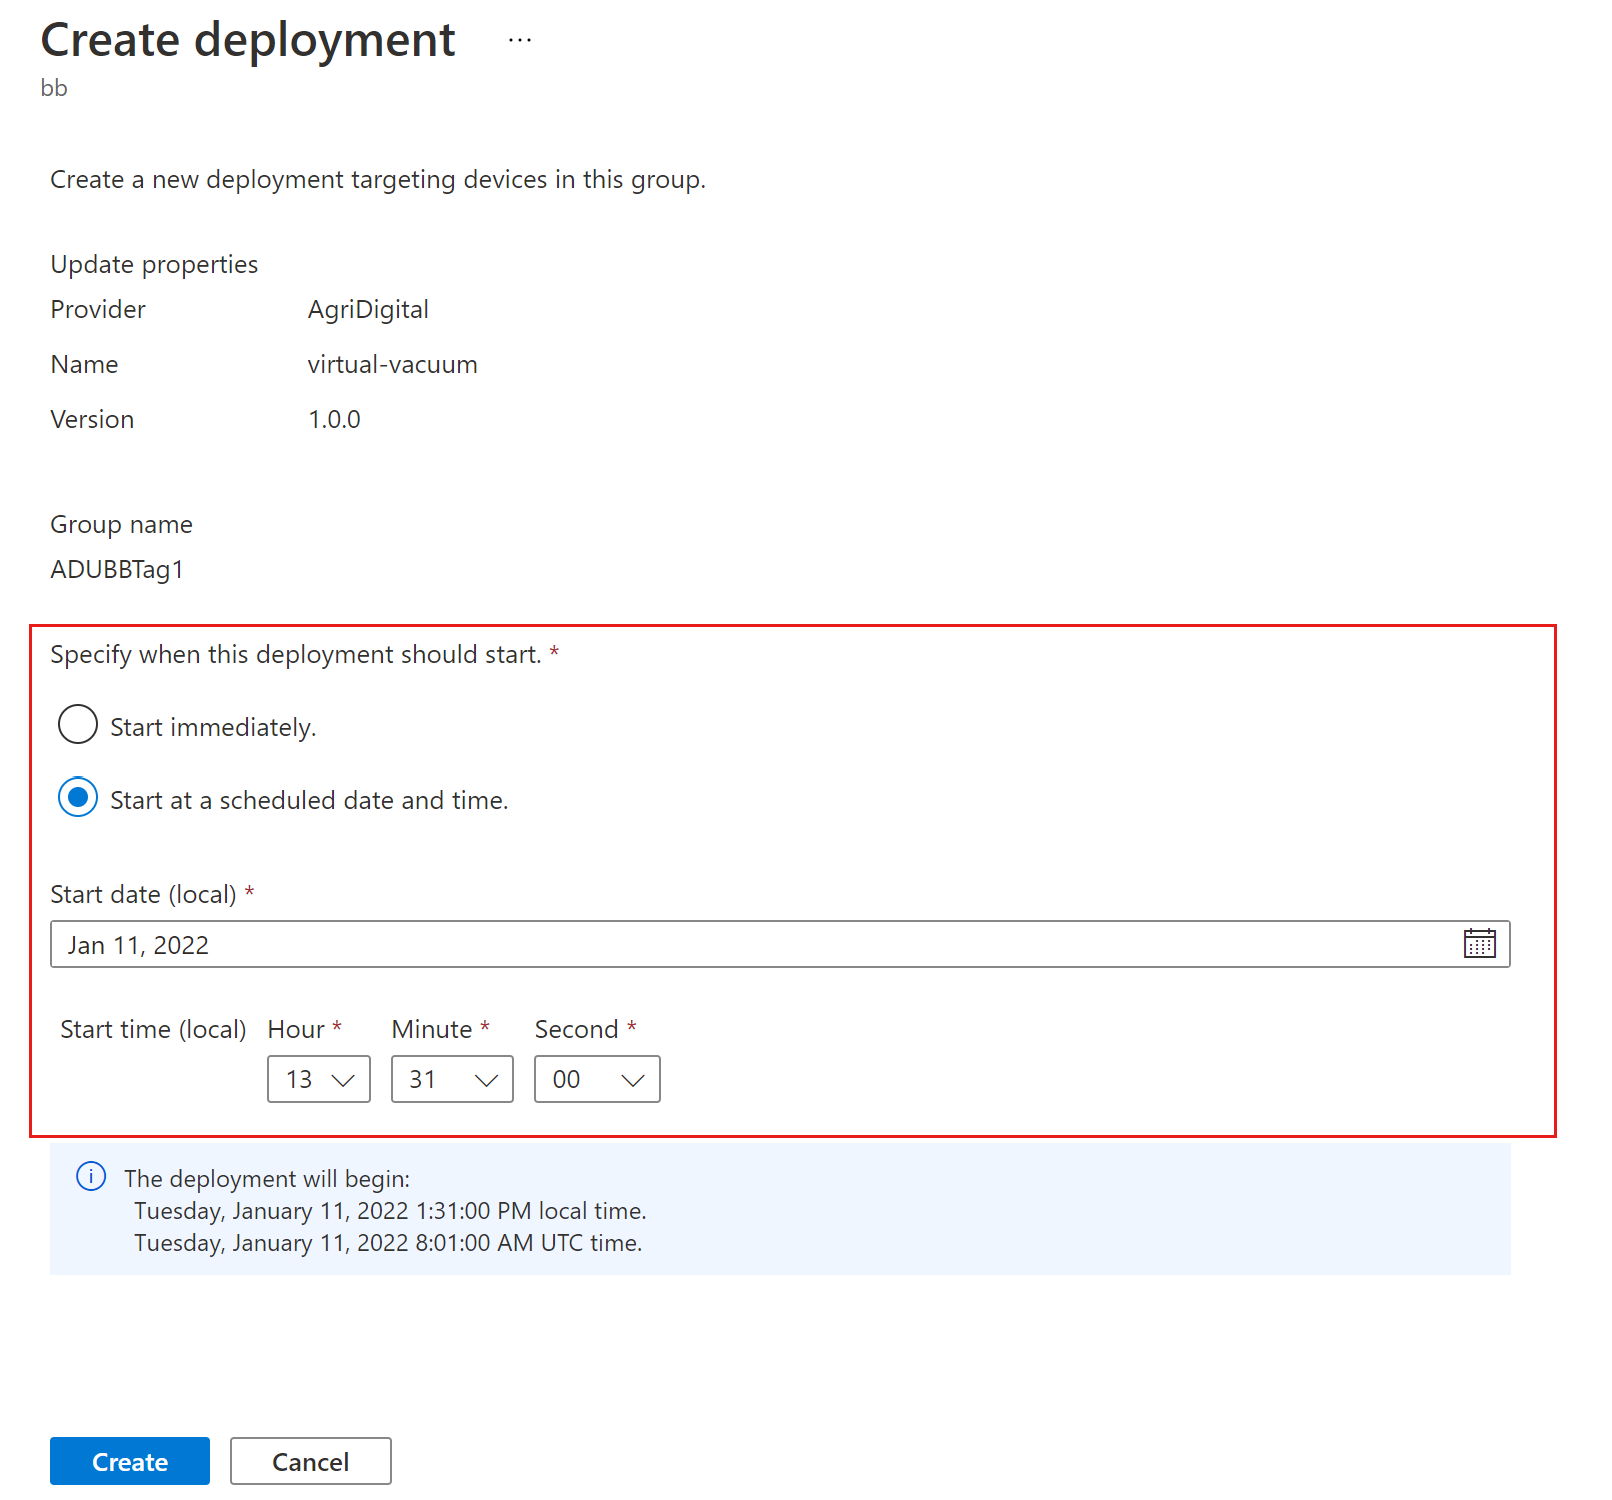 Create deployment ...
bb
Create a new deployment targeting devices in this group.
Update properties
Provider AgriDigital
Name virtual-vacuum
Version 1.0.0
Group name
ADUBBTag1
Specify when this deployment should start. *
Start immediately.
Start at a scheduled date and time.
Start date (local) *
Jan 11, 2022
Start time (local) Hour * Minute * Second *
13 31 00
The deployment will begin:
Tuesday, January 11, 2022 1:31:00 PM local time.
Tuesday, January 11, 2022 8:01:00 AM UTC time.
Create Cancel